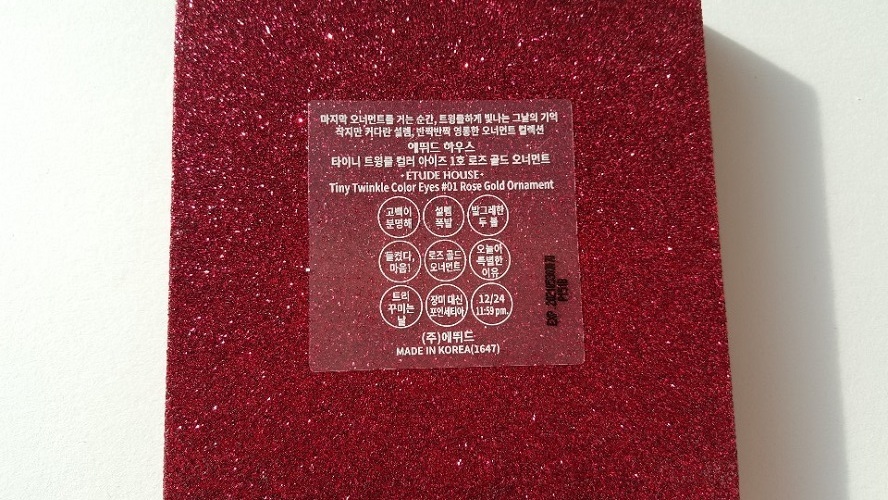 마지막 오너먼트를 거는 순간, 트윙클하게 빛나는 그날의 기억
작지만 커다란 설렘, 반짝반짝 영롱한 오너먼트 컬렉션
에뛰드 하우스
타이니 트윙클 컬러 아이즈 1호 로즈 골드 오너먼트
ETUDE HOUSE
Tiny Twinkle Color Eyes #01 Rose Gold Ornament
고백이
분명해
설렘
폭발
발그레한
두 볼
들켰다,
마음!
로즈 골드
오너먼트
오늘이
특별한
이유
트리
꾸미는
날
장미 대신
포인세티아
12/24
11:59 pm.
(주)에뛰드
MADE IN KOREA(1647)
EXP